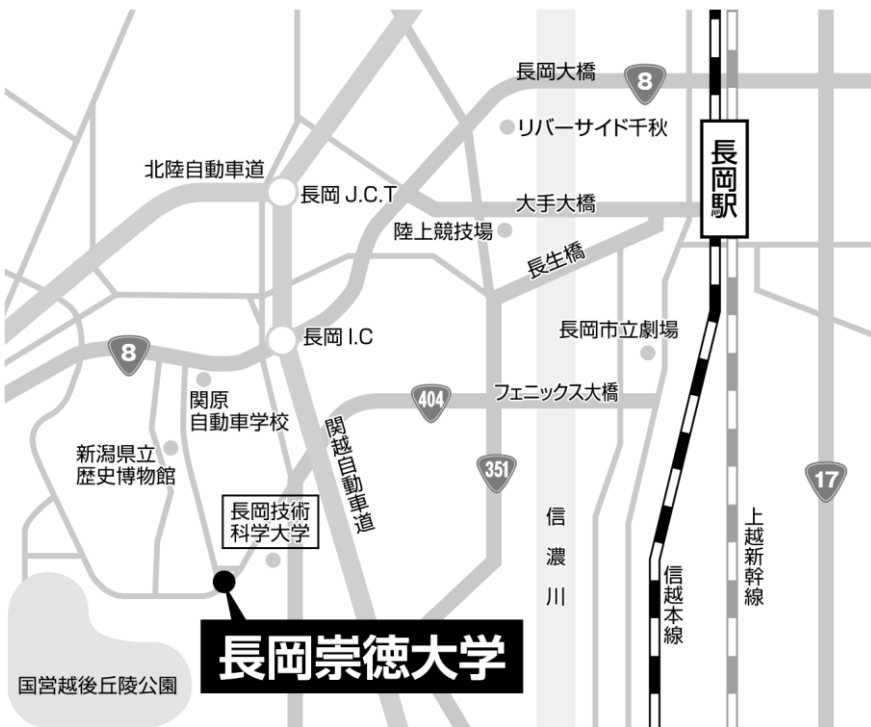 長岡大橋
8
リバーサイド千秋
長岡駅
北陸自動車道
長岡 J.C.T
大手大橋
陸上競技場
長生橋
長岡市立劇場
長岡 I.C
8
関原
自動車学校
404
フェニックス大橋
新潟県立
歴史博物館
関越自動車道
351
17
長岡技術
科学大学
信濃川
信越本線
上越新幹線
長岡崇徳大学
国営越後丘陵公園